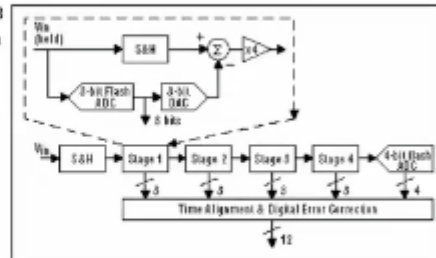 Vin
(held)
S&H
+
Σ
x4
−
3-bit Flash
ADC
3-bit
DAC
3 bits
Vin
S&H
Stage 1
Stage 2
Stage 3
Stage 4
4-bit flash
ADC
3
3
3
3
4
Time Alignment & Digital Error Correction
12